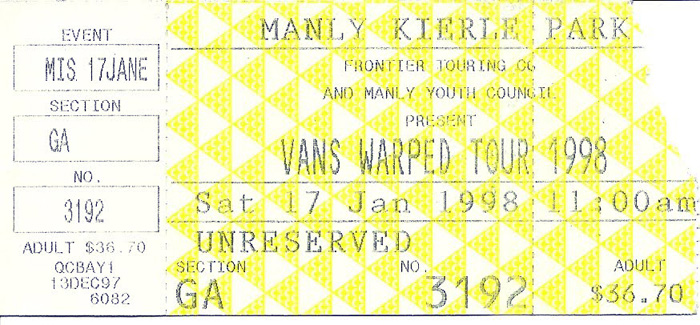 EVENT
MIS 17JANE
SECTION
GA
NO.
3192
ADULT $36.70
QCBAY1
13DEC97
6082
MANLY KIERLE PARK
FRONTIER TOURING CO
AND MANLY YOUTH COUNCIL
PRESENT
VANS WARPED TOUR 1998
Sat 17 Jan 1998 11:00am
UNRESERVED
SECTION NO. ADULT
GA 3192 $36.70